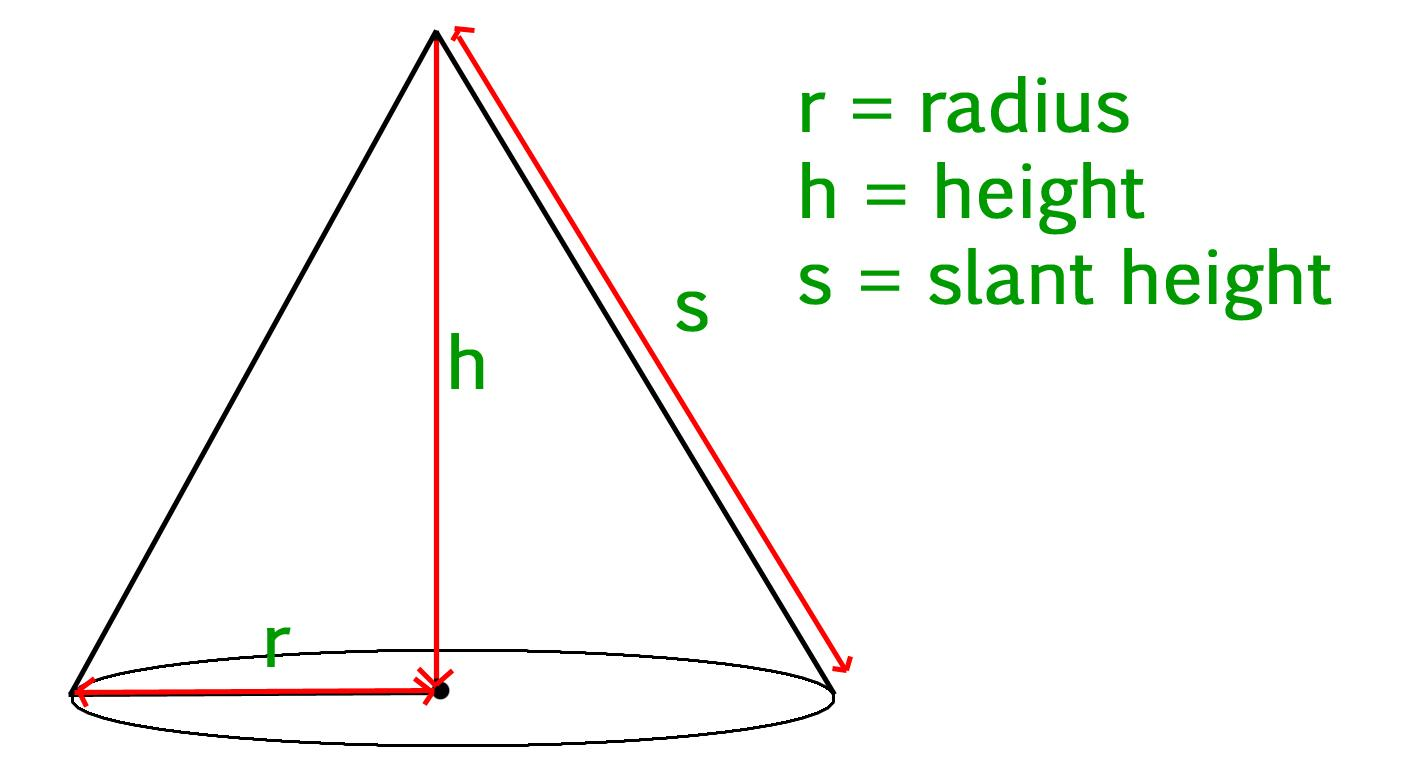 r = radius
h = height
s = slant height
s
h
r